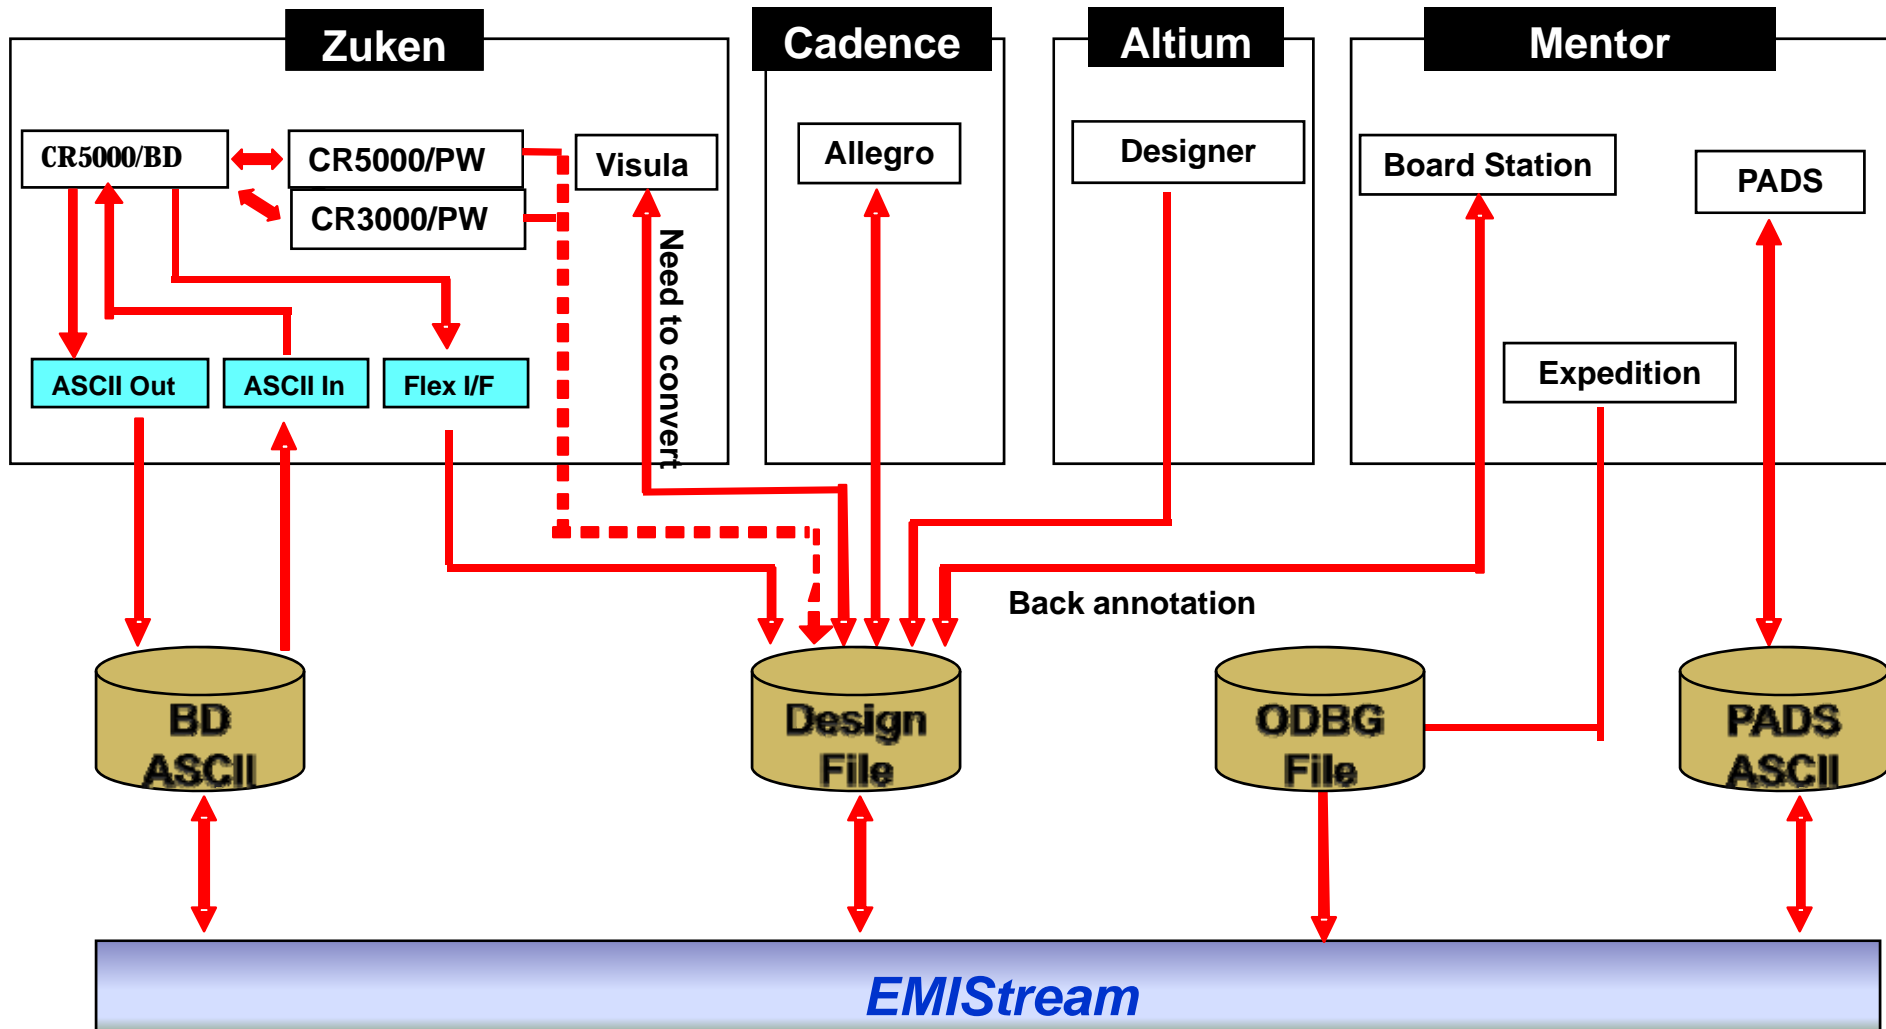 Zuken
Cadence
Altium
Mentor
CR5000/BD
CR5000/PW
CR3000/PW
Visula
Allegro
Designer
Board Station
PADS
Need to convert
Expedition
ASCII Out
ASCII In
Flex I/F
Back annotation
BD
ASCII
Design
File
ODBG
File
PADS
ASCII
EMIStream